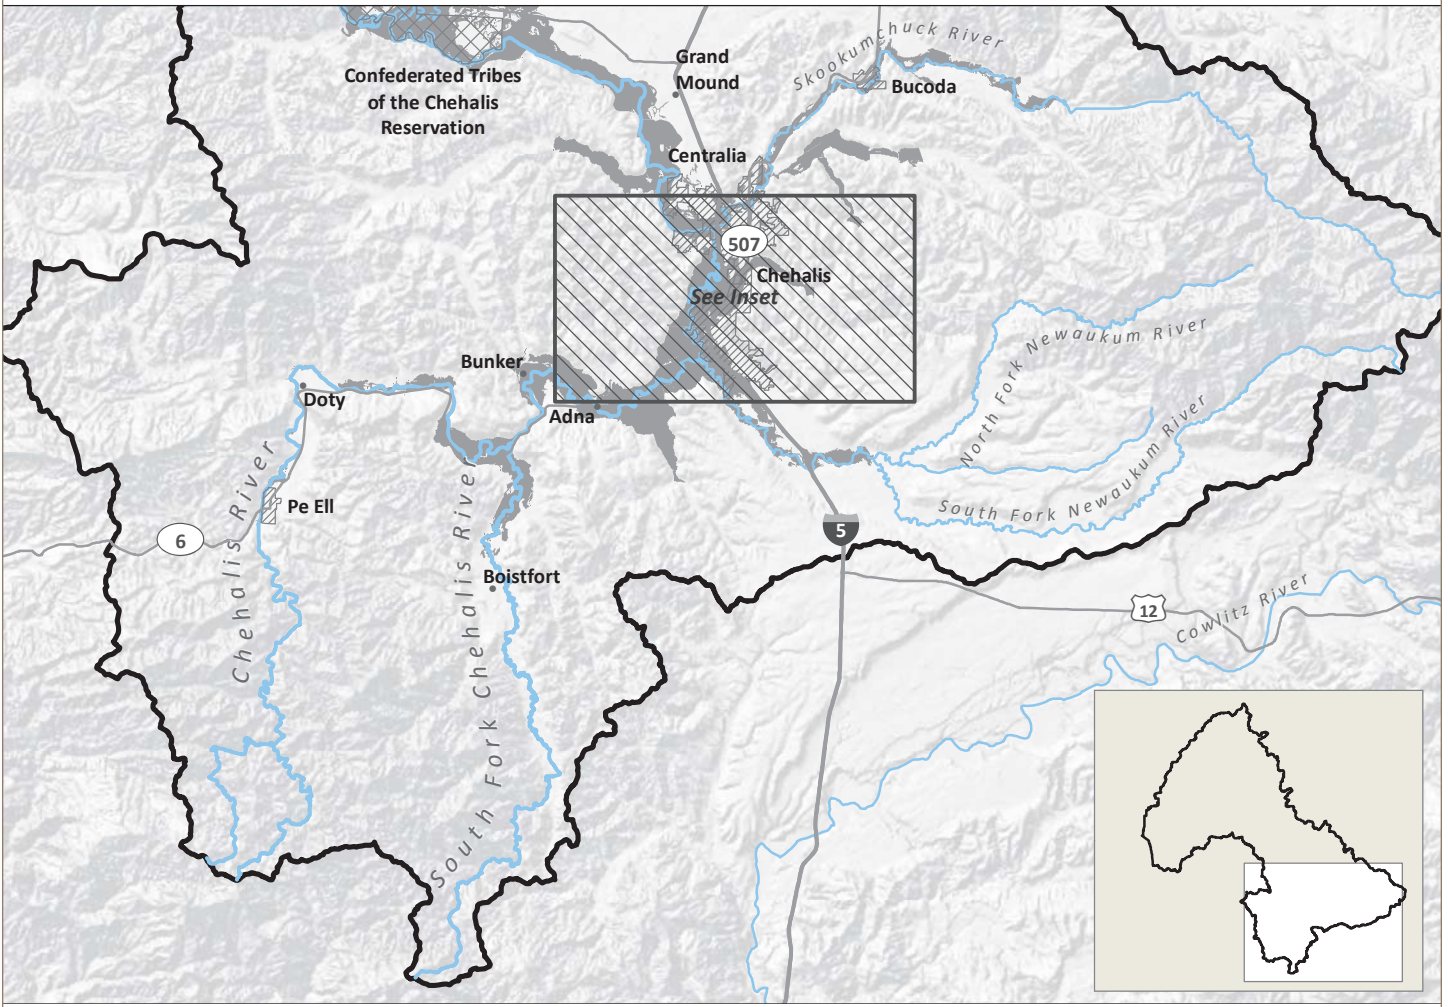 Skookumchuck River
Grand
Mound
Confederated Tribes
of the Chehalis
Reservation
Bucoda
Centralia
507
Chehalis
See Inset
North Fork Newaukum River
Bunker
Doty
Adna
South Fork Newaukum River
Chehalis River
Pe Ell
6
South Fork Chehalis River
5
Boistfort
12
Cowlitz River